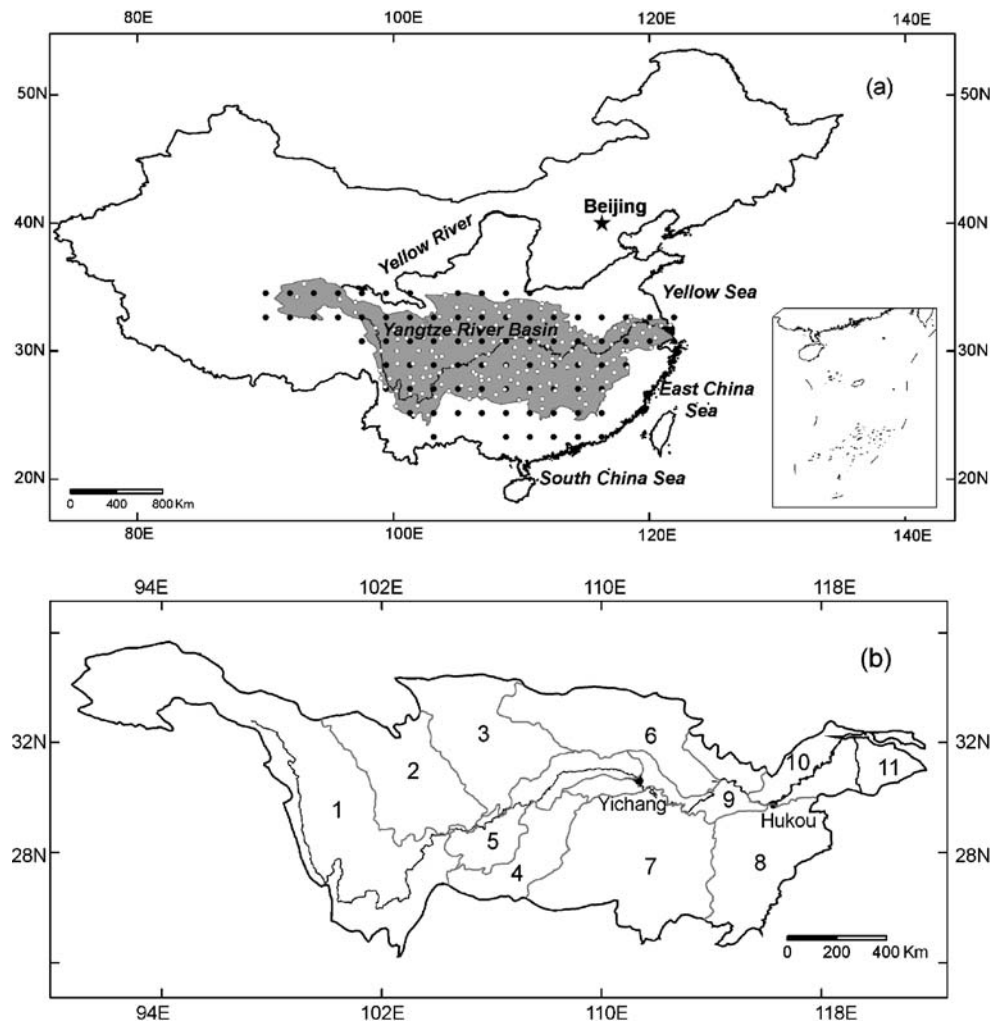 80E 100E 120E 140E
(a)
50N 50N
Beijing
40N 40N
Yellow River
Yellow Sea
Yangtze River Basin
30N 30N
East China
Sea
20N South China Sea 20N
0 400 800 Km
80E 100E 120E 140E
94E 102E 110E 118E
(b)
32N 3 6 32N
2 10 11
1 Yichang 9
Hukou
28N 5 28N
4 7 8
0 200 400 Km
94E 102E 110E 118E